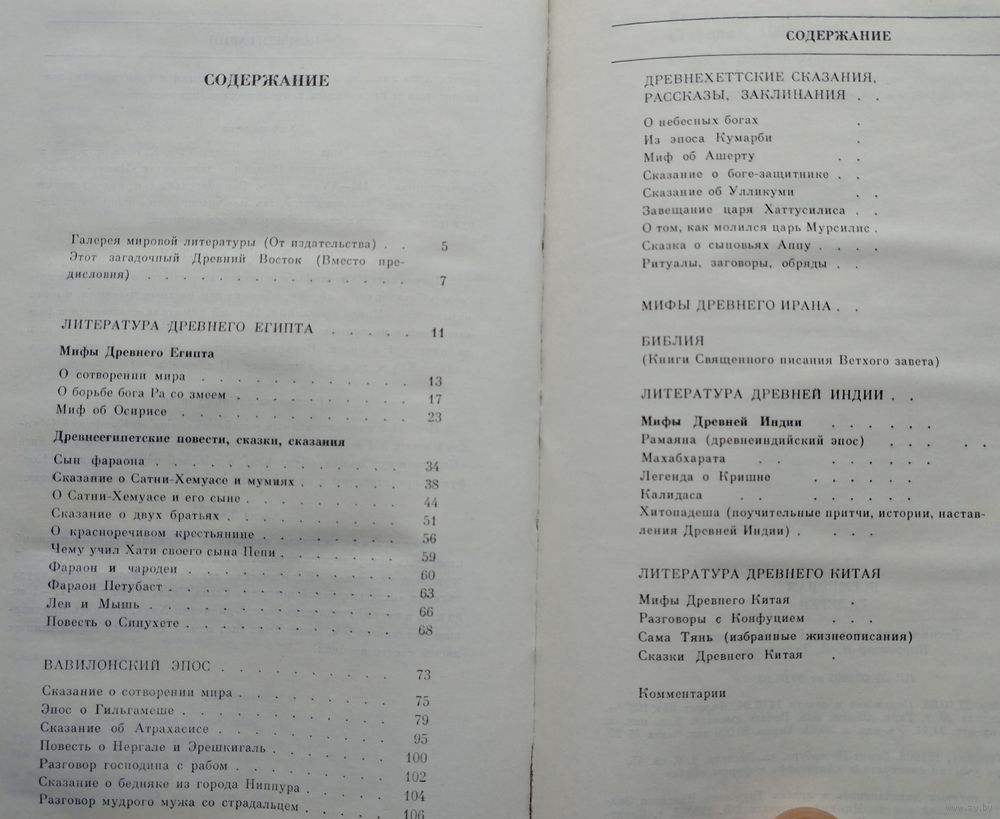 СОДЕРЖАНИЕ
Галерея мировой литературы (От издательства) . . 5
Этот загадочный Древний Восток (Вместо пре-
дисловия) . . . . . . . . . . . . . 7
ЛИТЕРАТУРА ДРЕВНЕГО ЕГИПТА . . . . . 11
Мифы Древнего Египта
О сотворении мира . . . . . . . . . . 13
О борьбе бога Ра со змеем . . . . . . . . 17
Миф об Осирисе . . . . . . . . . . . 23
Древнеегипетские повести, сказки, сказания
Сын фараона . . . . . . . . . . . . 34
Сказание о Сатни-Хемуасе и мумиях . . . . . 38
О Сатни-Хемуасе и его сыне . . . . . . . . 44
Сказание о двух братьях . . . . . . . . . 51
О красноречивом крестьянине . . . . . . . 56
Чему учил Хати своего сына Пепи . . . . . . 59
Фараон и чародеи . . . . . . . . . . . 60
Фараон Петубаст . . . . . . . . . . . 63
Лев и Мышь . . . . . . . . . . . . 66
Повесть о Синухете . . . . . . . . . . 68
ВАВИЛОНСКИЙ ЭПОС . . . . . . . . 73
Сказание о сотворении мира . . . . . . . 75
Эпос о Гильгамеше . . . . . . . . . . 79
Сказание об Атрахасисе . . . . . . . . . 95
Повесть о Нергале и Эрешкигаль . . . . . . 100
Разговор господина с рабом . . . . . . . . 102
Сказание о бедняке из города Ниппура . . . . . 104
Разговор мудрого мужа со страдальцем . . . . . 106
СОДЕРЖАНИЕ
ДРЕВНЕХЕТТСКИЕ СКАЗАНИЯ,
РАССКАЗЫ, ЗАКЛИНАНИЯ . .
О небесных богах .
Из эпоса Кумарби .
Миф об Ашерту . .
Сказание о боге-защитнике . .
Сказание об Улликуми . .
Завещание царя Хаттусилиса . .
О том, как молился царь Мурсилис .
Сказка о сыновьях Аппу . . . .
Ритуалы, заговоры, обряды . .
МИФЫ ДРЕВНЕГО ИРАНА . .
БИБЛИЯ
(Книги Священного писания Ветхого завета)
ЛИТЕРАТУРА ДРЕВНЕЙ ИНДИИ . .
Мифы Древней Индии . . . . . .
Рамаяна (древнеиндийский эпос) . . . . .
Махабхарата . . . . . . .
Легенда о Кришне . . . . . .
Калидаса . . . . . . . .
Хитопадеша (поучительные притчи, истории, настав-
ления Древней Индии) . . . .
ЛИТЕРАТУРА ДРЕВНЕГО КИТАЯ
Мифы Древнего Китая .
Разговоры с Конфуцием . . .
Сама Тянь (избранные жизнеописания)
Сказки Древнего Китая .
Комментарии
www.ay.by